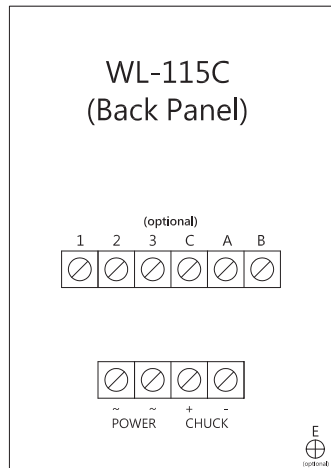 WL-115C
(Back Panel)
(optional)
1 2 3 C A B
~ ~ + -
POWER CHUCK
E
(optional)